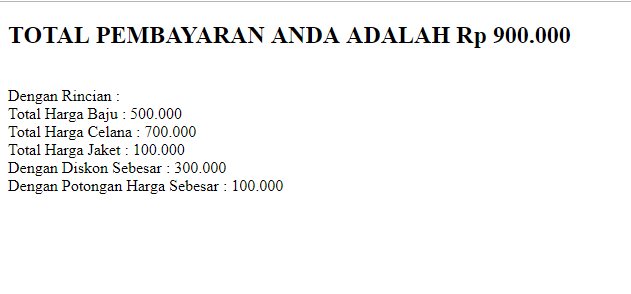 TOTAL PEMBAYARAN ANDA ADALAH Rp 900.000
Dengan Rincian :
Total Harga Baju : 500.000
Total Harga Celana : 700.000
Total Harga Jaket : 100.000
Dengan Diskon Sebesar : 300.000
Dengan Potongan Harga Sebesar : 100.000